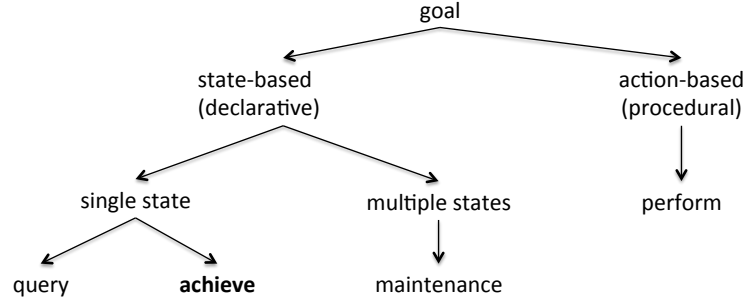 goal
state-based
(declarative)
action-based
(procedural)
single state
multiple states
perform
query
achieve
maintenance